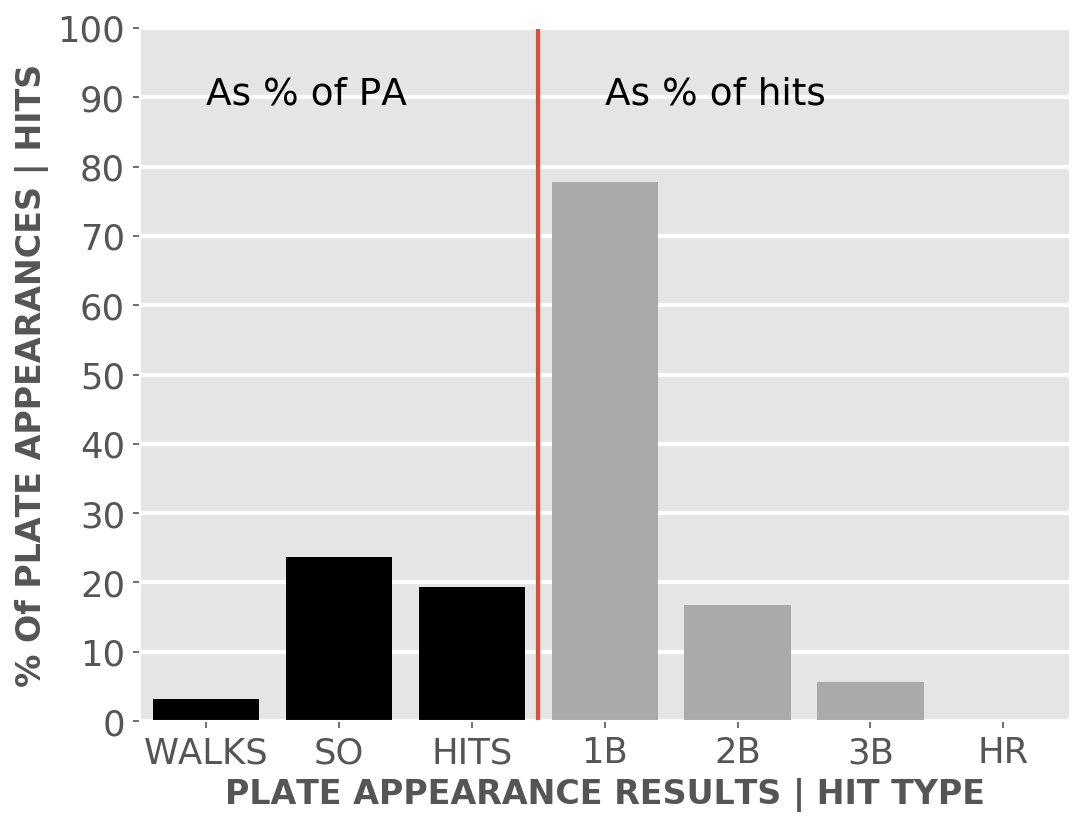 % Of PLATE APPEARANCES | HITS
100
90
80
70
60
50
40
30
20
10
0
As % of PA
As % of hits
WALKS SO HITS 1B 2B 3B HR
PLATE APPEARANCE RESULTS | HIT TYPE